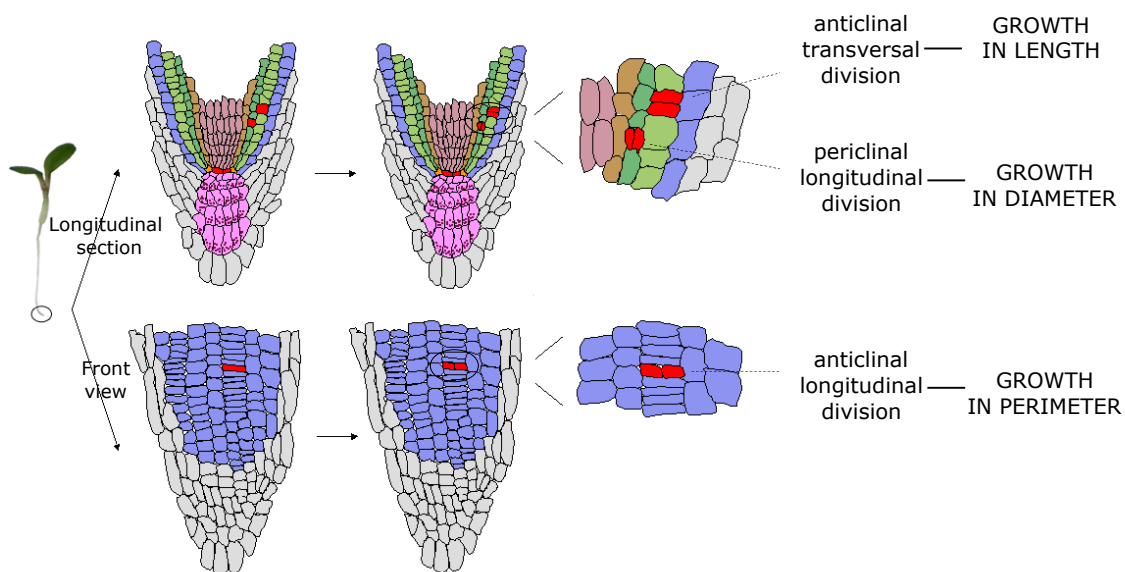 anticlinal
transversal
division
GROWTH
IN LENGTH
periclinal
longitudinal
division
GROWTH
IN DIAMETER
Longitudinal
section
Front
view
anticlinal
longitudinal
division
GROWTH
IN PERIMETER